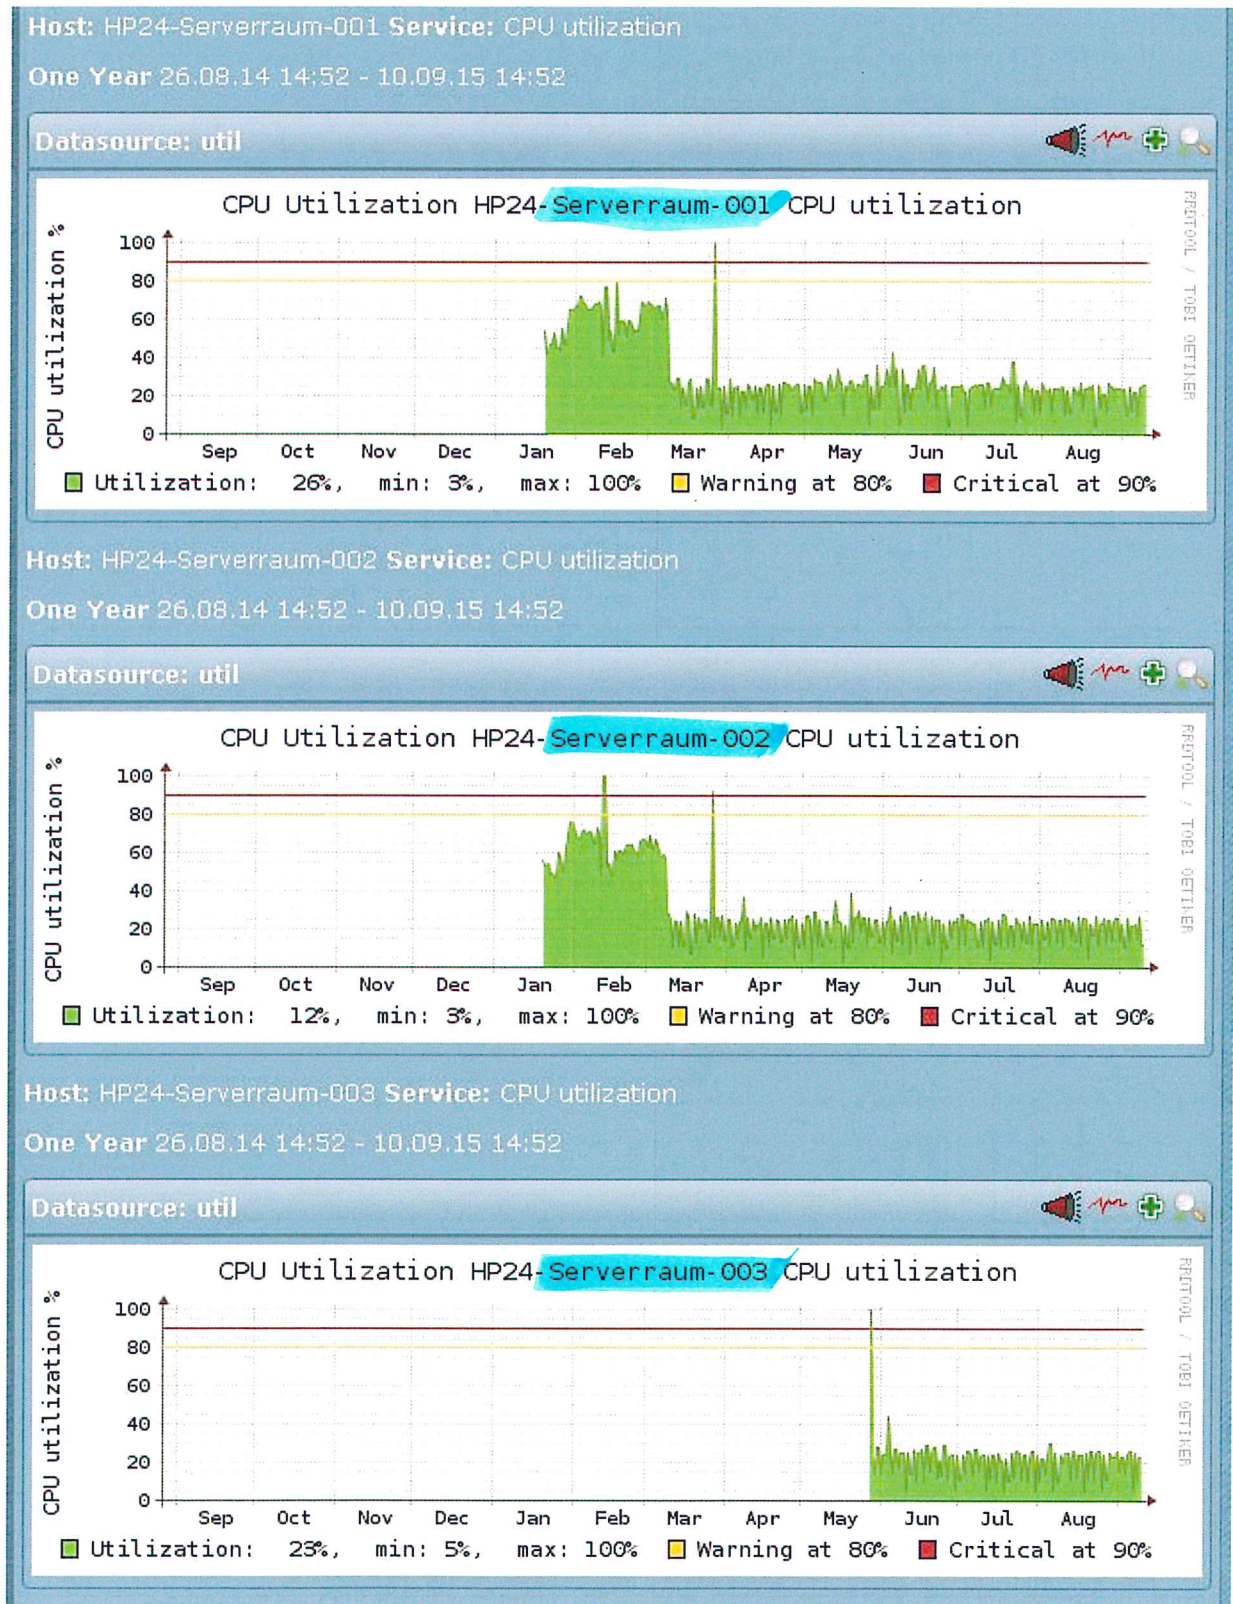 Host: HP24-Serverraum-001 Service: CPU utilization
One Year 26.08.14 14:52 - 10.09.15 14:52
Datasource: util
CPU Utilization HP24-Serverraum-001 CPU utilization
RRDTOOL / TOBI OETIKER
CPU utilization %
100
80
60
40
20
0
Sep Oct Nov Dec Jan Feb Mar Apr May Jun Jul Aug
Utilization: 26%, min: 3%, max: 100% Warning at 80% Critical at 90%
Host: HP24-Serverraum-002 Service: CPU utilization
One Year 26.08.14 14:52 - 10.09.15 14:52
Datasource: util
CPU Utilization HP24-Serverraum-002 CPU utilization
RRDTOOL / TOBI OETIKER
CPU utilization %
100
80
60
40
20
0
Sep Oct Nov Dec Jan Feb Mar Apr May Jun Jul Aug
Utilization: 12%, min: 3%, max: 100% Warning at 80% Critical at 90%
Host: HP24-Serverraum-003 Service: CPU utilization
One Year 26.08.14 14:52 - 10.09.15 14:52
Datasource: util
CPU Utilization HP24-Serverraum-003 CPU utilization
RRDTOOL / TOBI OETIKER
CPU utilization %
100
80
60
40
20
0
Sep Oct Nov Dec Jan Feb Mar Apr May Jun Jul Aug
Utilization: 23%, min: 5%, max: 100% Warning at 80% Critical at 90%